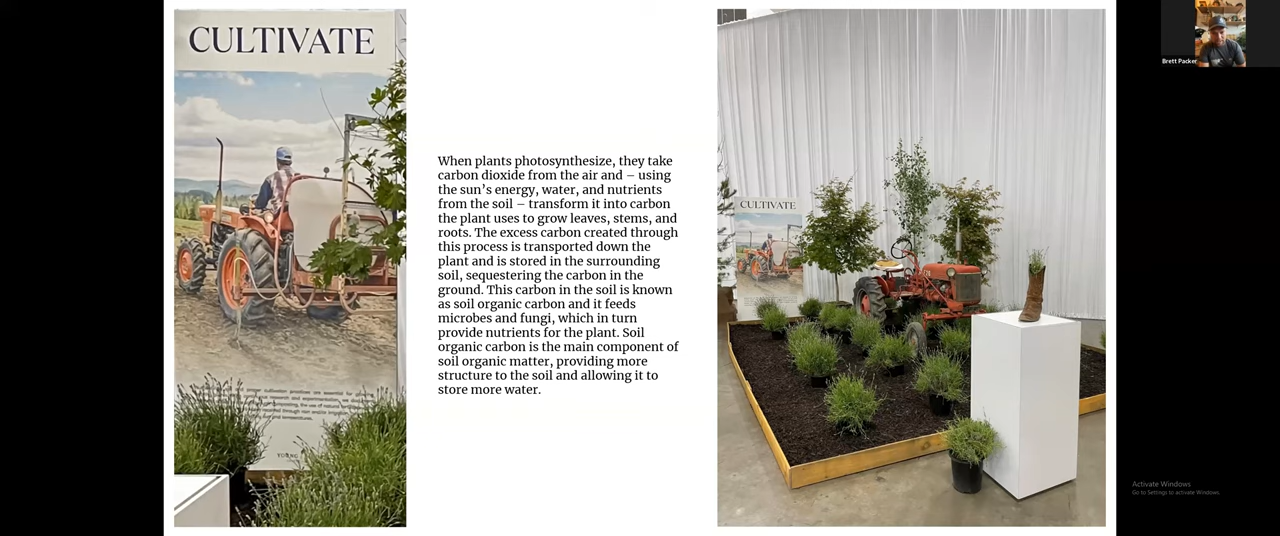 CULTIVATE
YOUNG
When plants photosynthesize, they take
carbon dioxide from the air and – using
the sun’s energy, water, and nutrients
from the soil – transform it into carbon
the plant uses to grow leaves, stems, and
roots. The excess carbon created through
this process is transported down the
plant and is stored in the surrounding
soil, sequestering the carbon in the
ground. This carbon in the soil is known
as soil organic carbon and it feeds
microbes and fungi, which in turn
provide nutrients for the plant. Soil
organic carbon is the main component of
soil organic matter, providing more
structure to the soil and allowing it to
store more water.
CULTIVATE
Brett Packer
Activate Windows
Go to Settings to activate Windows.